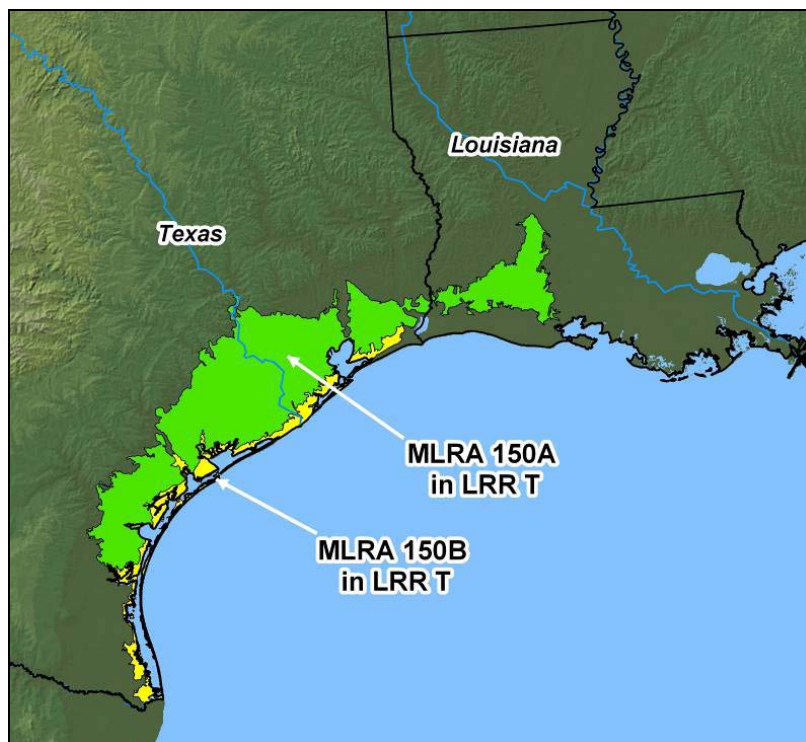 Louisiana
Texas
MLRA 150A
in LRR T
MLRA 150B
in LRR T